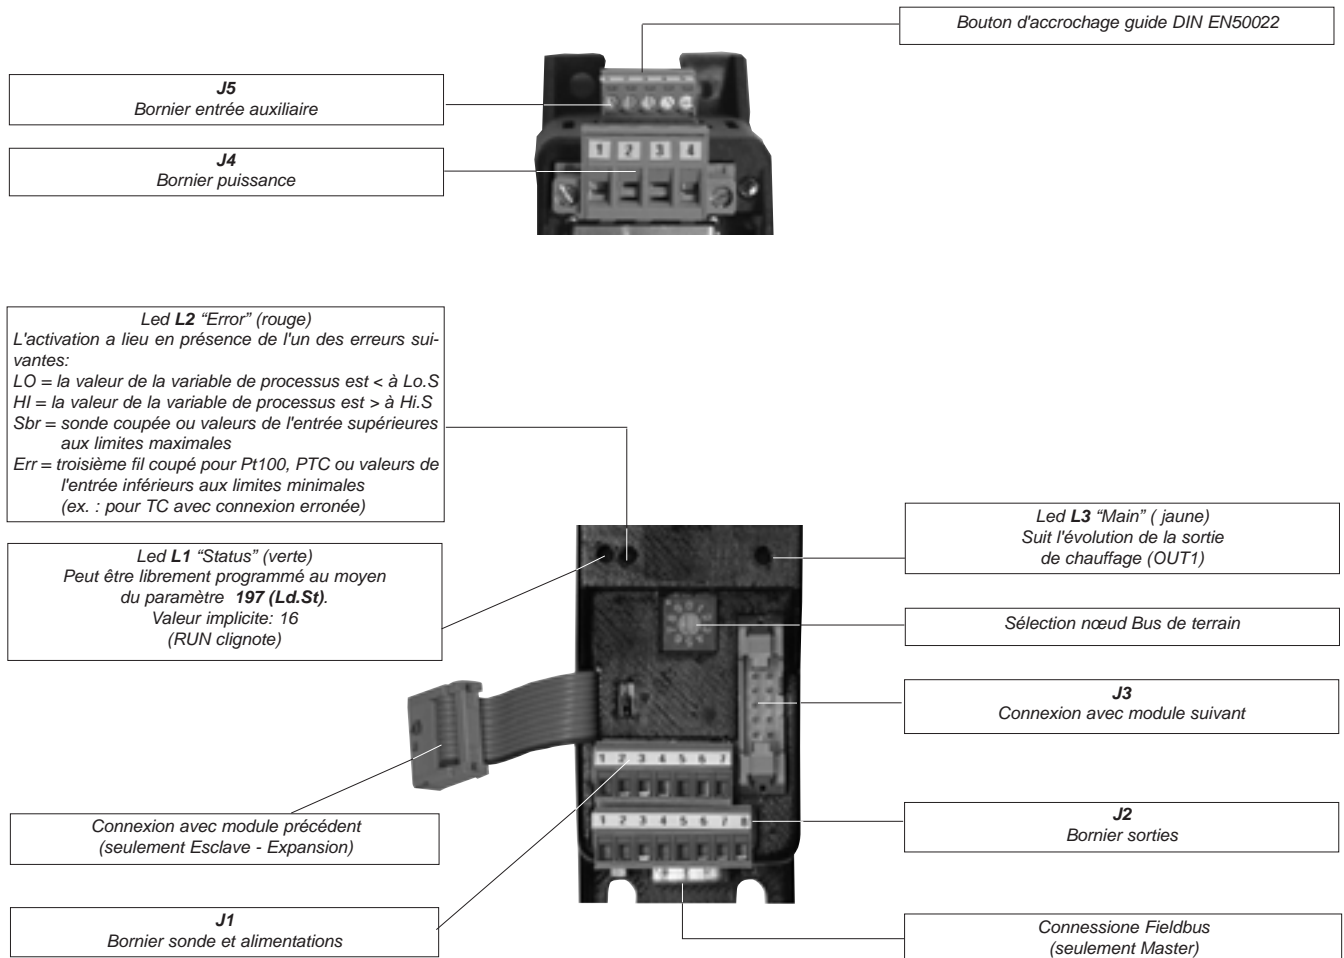 Bouton d'accrochage guide DIN EN50022
J5
Bornier entrée auxiliaire
J4
Bornier puissance
1 2 3 4
Led L2 “Error” (rouge)
L'activation a lieu en présence de l'un des erreurs sui-
vantes:
LO = la valeur de la variable de processus est < à Lo.S
HI = la valeur de la variable de processus est > à Hi.S
Sbr = sonde coupée ou valeurs de l'entrée supérieures
aux limites maximales
Err = troisième fil coupé pour Pt100, PTC ou valeurs de
l'entrée inférieurs aux limites minimales
(ex. : pour TC avec connexion erronée)
Led L1 “Status” (verte)
Peut être librement programmé au moyen
du paramètre 197 (Ld.St).
Valeur implicite: 16
(RUN clignote)
Led L3 “Main” ( jaune)
Suit l'évolution de la sortie
de chauffage (OUT1)
Sélection nœud Bus de terrain
J3
Connexion avec module suivant
1 2 3 4 5 6 7
1 2 3 4 5 6 7 8
Connexion avec module précédent
(seulement Esclave - Expansion)
J2
Bornier sorties
J1
Bornier sonde et alimentations
Connessione Fieldbus
(seulement Master)